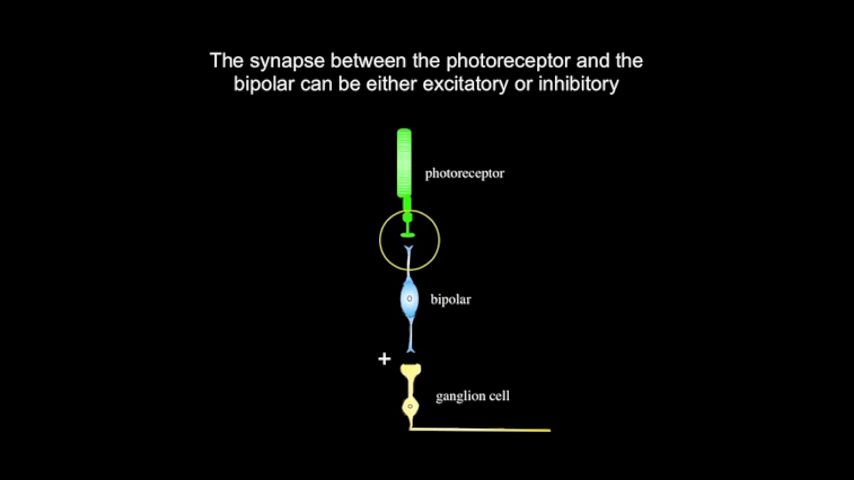 The synapse between the photoreceptor and the
bipolar can be either excitatory or inhibitory
photoreceptor
bipolar
+
ganglion cell